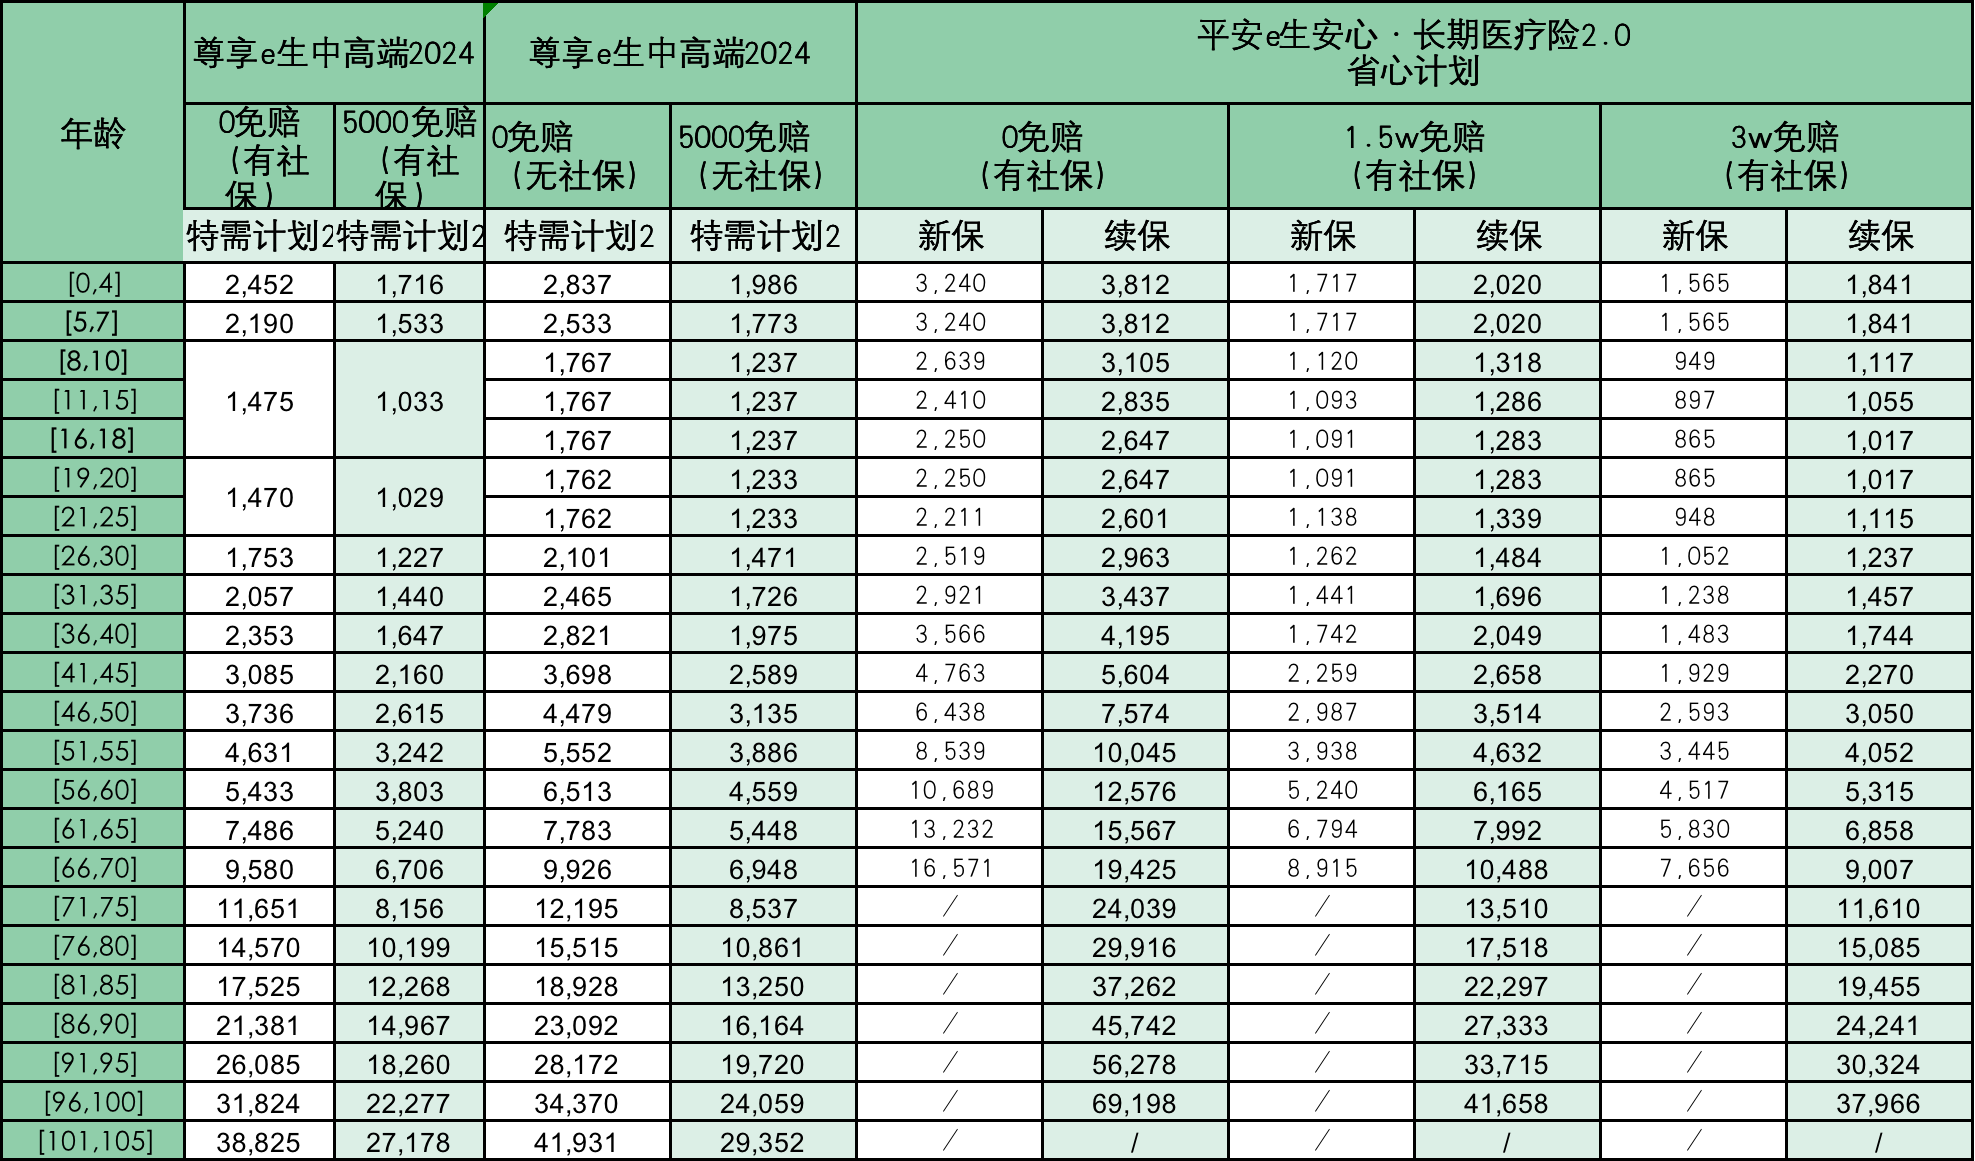 年龄 尊享e生中高端2024 尊享e生中高端2024 平安e生安心·长期医疗险2.0
省心计划
0免赔
(有社
保) 5000免赔
(有社
保) 0免赔
(无社保) 5000免赔
(无社保) 0免赔
(有社保) 1.5w免赔
(有社保) 3w免赔
(有社保)
特需计划2 特需计划2 特需计划2 特需计划2 新保 续保 新保 续保 新保 续保
[0,4] 2,452 1,716 2,837 1,986 3,240 3,812 1,717 2,020 1,565 1,841
[5,7] 2,190 1,533 2,533 1,773 3,240 3,812 1,717 2,020 1,565 1,841
[8,10] 1,767 1,237 2,639 3,105 1,120 1,318 949 1,117
[11,15] 1,475 1,033 1,767 1,237 2,410 2,835 1,093 1,286 897 1,055
[16,18] 1,767 1,237 2,250 2,647 1,091 1,283 865 1,017
[19,20] 1,470 1,029 1,762 1,233 2,250 2,647 1,091 1,283 865 1,017
[21,25] 1,762 1,233 2,211 2,601 1,138 1,339 948 1,115
[26,30] 1,753 1,227 2,101 1,471 2,519 2,963 1,262 1,484 1,052 1,237
[31,35] 2,057 1,440 2,465 1,726 2,921 3,437 1,441 1,696 1,238 1,457
[36,40] 2,353 1,647 2,821 1,975 3,566 4,195 1,742 2,049 1,483 1,744
[41,45] 3,085 2,160 3,698 2,589 4,763 5,604 2,259 2,658 1,929 2,270
[46,50] 3,736 2,615 4,479 3,135 6,438 7,574 2,987 3,514 2,593 3,050
[51,55] 4,631 3,242 5,552 3,886 8,539 10,045 3,938 4,632 3,445 4,052
[56,60] 5,433 3,803 6,513 4,559 10,689 12,576 5,240 6,165 4,517 5,315
[61,65] 7,486 5,240 7,783 5,448 13,232 15,567 6,794 7,992 5,830 6,858
[66,70] 9,580 6,706 9,926 6,948 16,571 19,425 8,915 10,488 7,656 9,007
[71,75] 11,651 8,156 12,195 8,537 / 24,039 / 13,510 / 11,610
[76,80] 14,570 10,199 15,515 10,861 / 29,916 / 17,518 / 15,085
[81,85] 17,525 12,268 18,928 13,250 / 37,262 / 22,297 / 19,455
[86,90] 21,381 14,967 23,092 16,164 / 45,742 / 27,333 / 24,241
[91,95] 26,085 18,260 28,172 19,720 / 56,278 / 33,715 / 30,324
[96,100] 31,824 22,277 34,370 24,059 / 69,198 / 41,658 / 37,966
[101,105] 38,825 27,178 41,931 29,352 / / / / / /